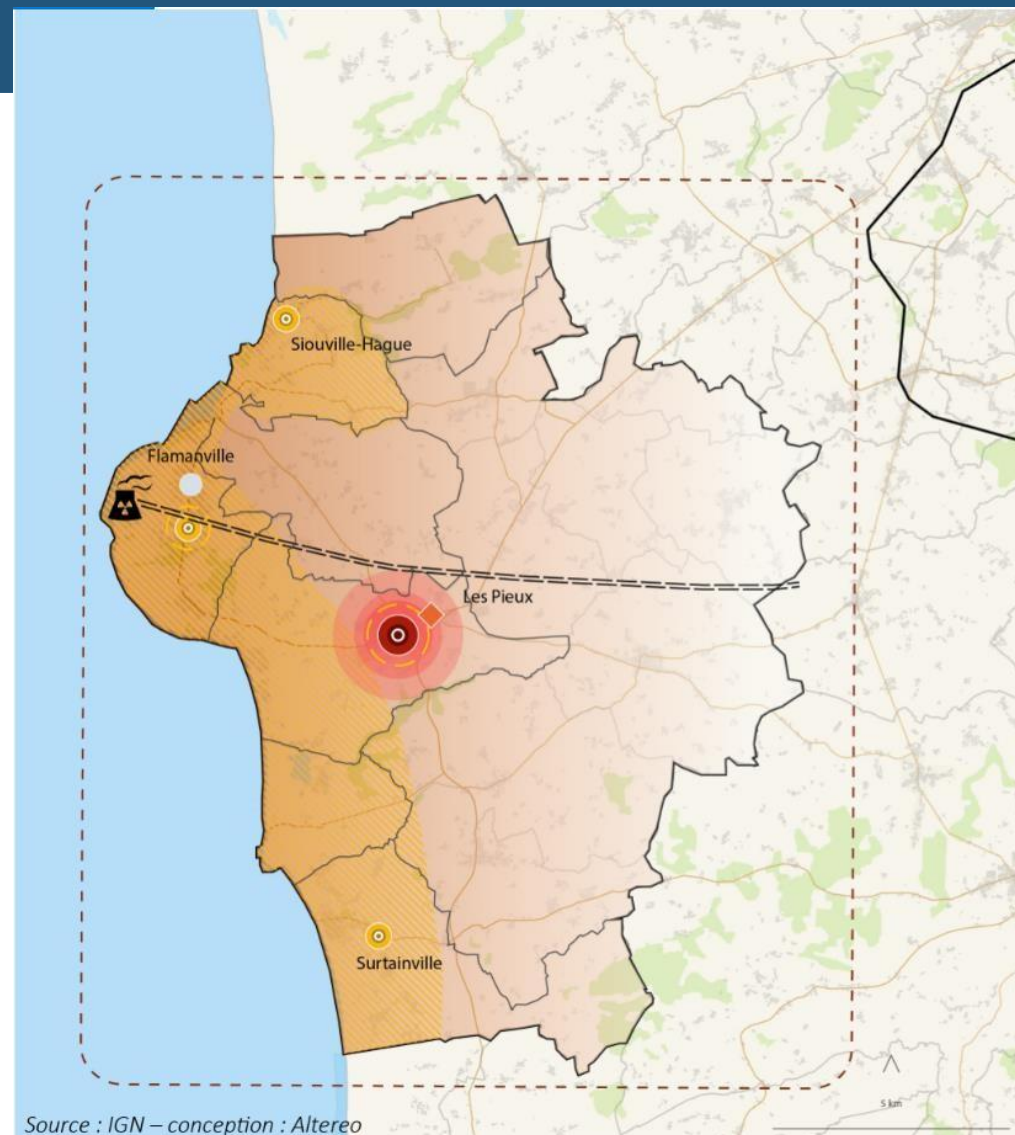 Siouville-Hague
Flamanville
Les Pieux
Surtainville
5 km
Source : IGN – conception : Altereo